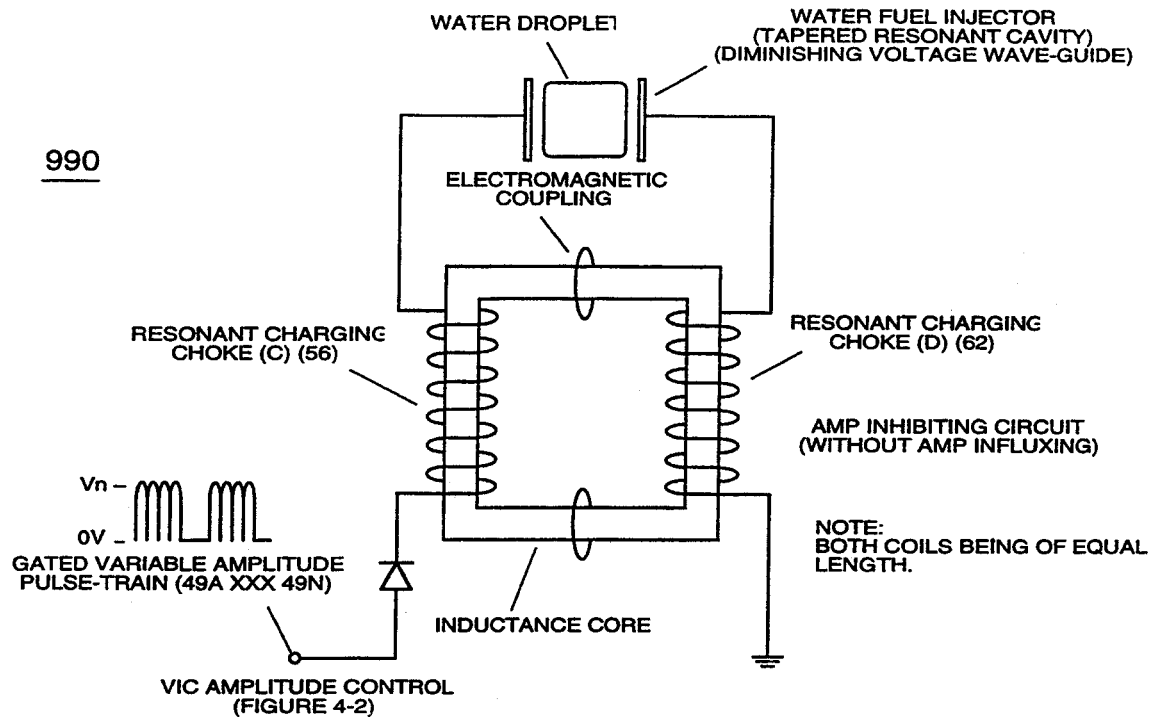 WATER DROPLET
WATER FUEL INJECTOR
(TAPERED RESONANT CAVITY)
(DIMINISHING VOLTAGE WAVE-GUIDE)
990
ELECTROMAGNETIC
COUPLING
RESONANT CHARGING
CHOKE (C) (56)
RESONANT CHARGING
CHOKE (D) (62)
AMP INHIBITING CIRCUIT
(WITHOUT AMP INFLUXING)
Vn
0V
GATED VARIABLE AMPLITUDE
PULSE-TRAIN (49A XXX 49N)
NOTE:
BOTH COILS BEING OF EQUAL
LENGTH.
INDUCTANCE CORE
VIC AMPLITUDE CONTROL
(FIGURE 4-2)